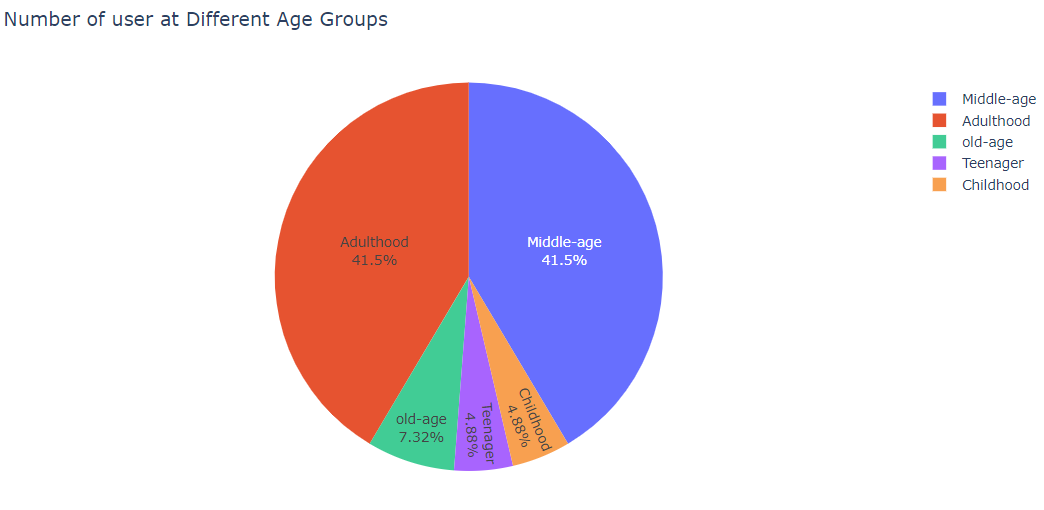 Number of user at Different Age Groups
Middle-age
Adulthood
old-age
Teenager
Childhood
Adulthood
41.5%
Middle-age
41.5%
old-age
7.32%
Teenager
4.88%
Childhood
4.88%